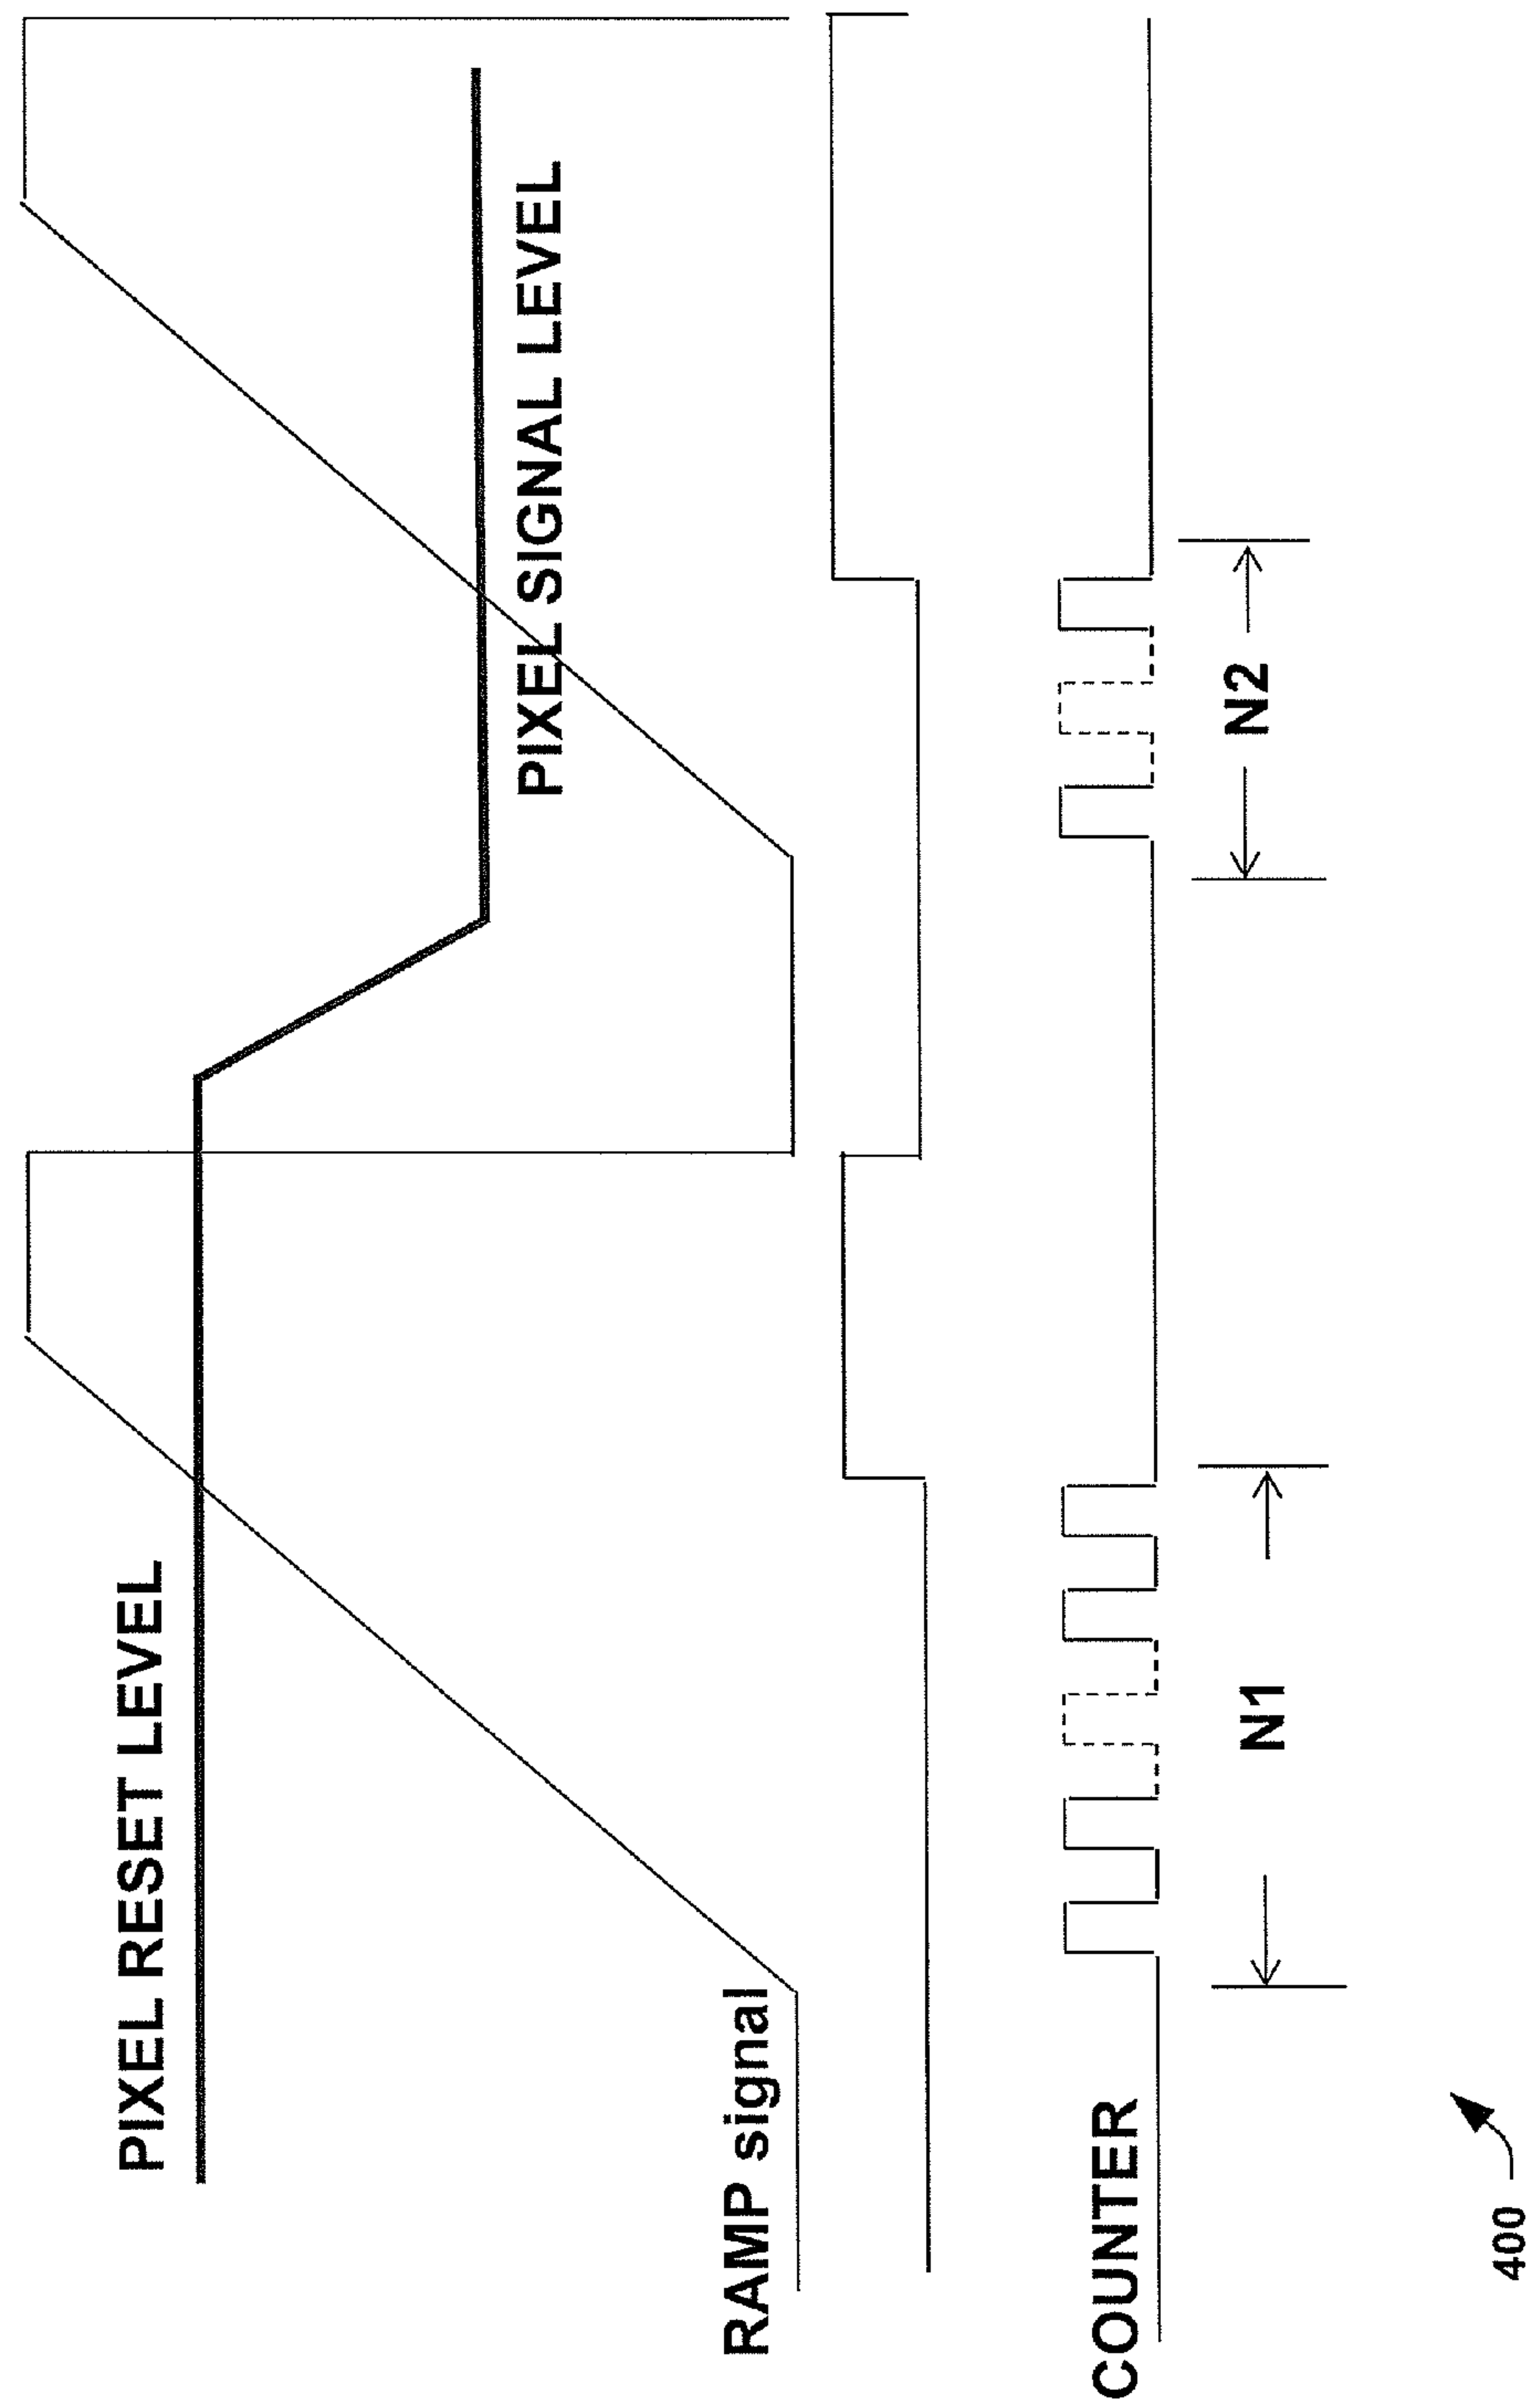 PIXEL RESET LEVEL
PIXEL SIGNAL LEVEL
RAMP signal
COUNTER
N1
N2
400